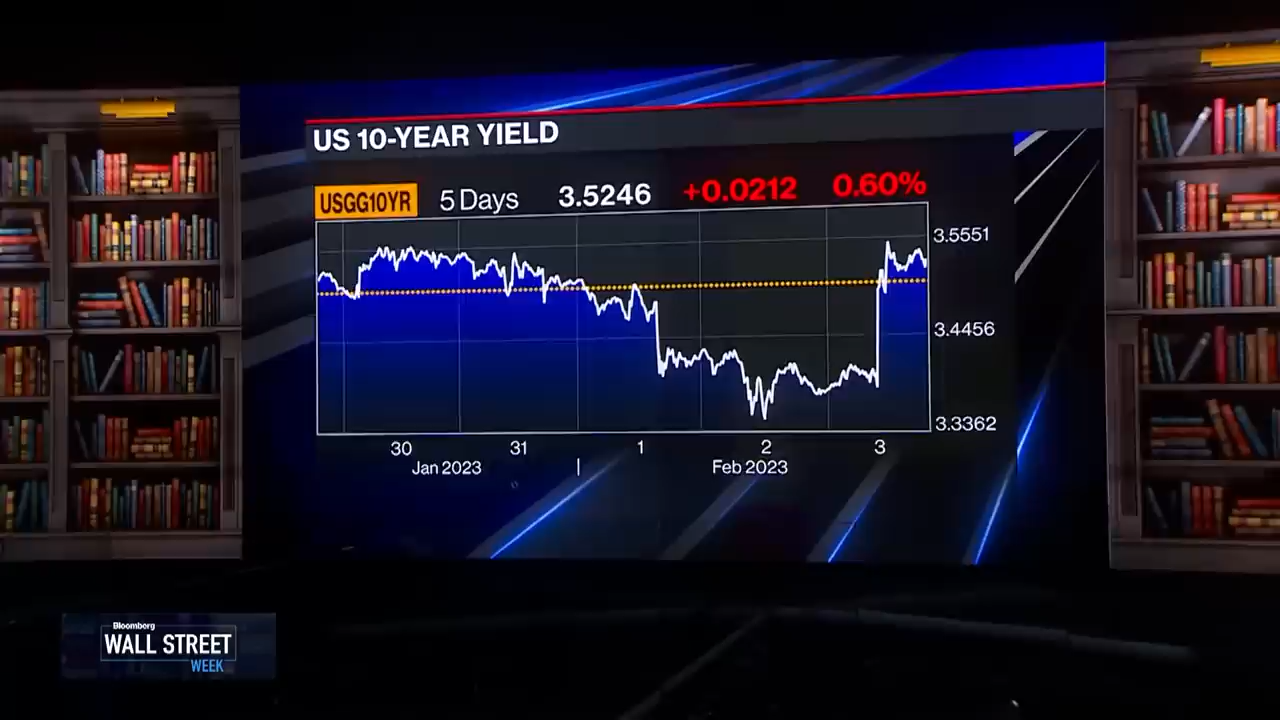 US 10-YEAR YIELD
USGG10YR 5 Days 3.5246 +0.0212 0.60%
3.5551
3.4456
3.3362
30 31 1 2 3
Jan 2023 | Feb 2023
Bloomberg
WALL STREET
WEEK